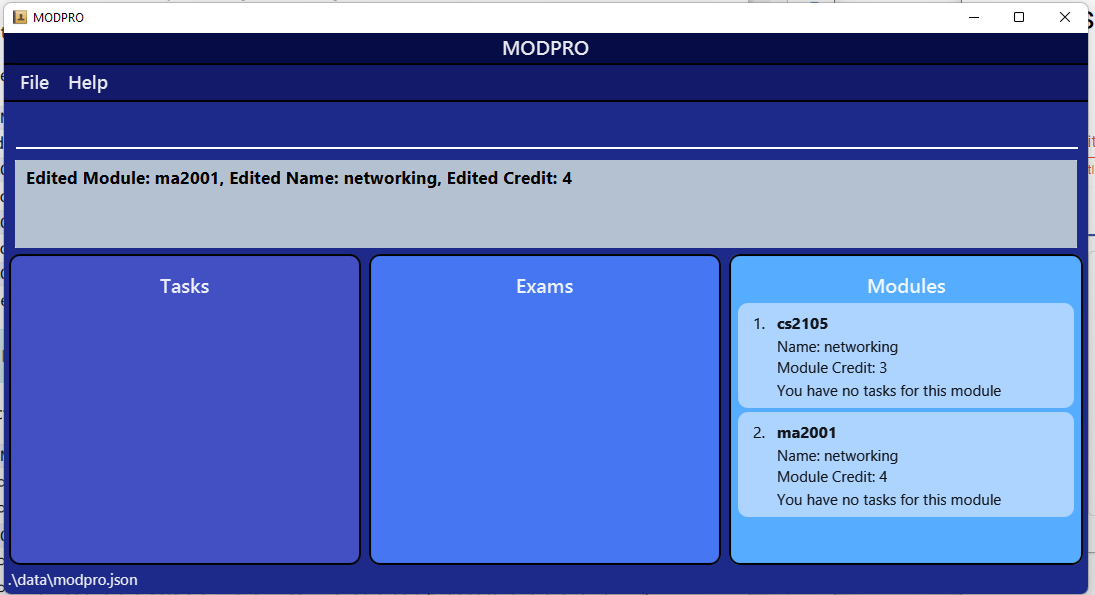 MODPRO
MODPRO
File Help
Edited Module: ma2001, Edited Name: networking, Edited Credit: 4
Tasks
Exams
Modules
1. cs2105
Name: networking
Module Credit: 3
You have no tasks for this module
2. ma2001
Name: networking
Module Credit: 4
You have no tasks for this module
.\data\modpro.json